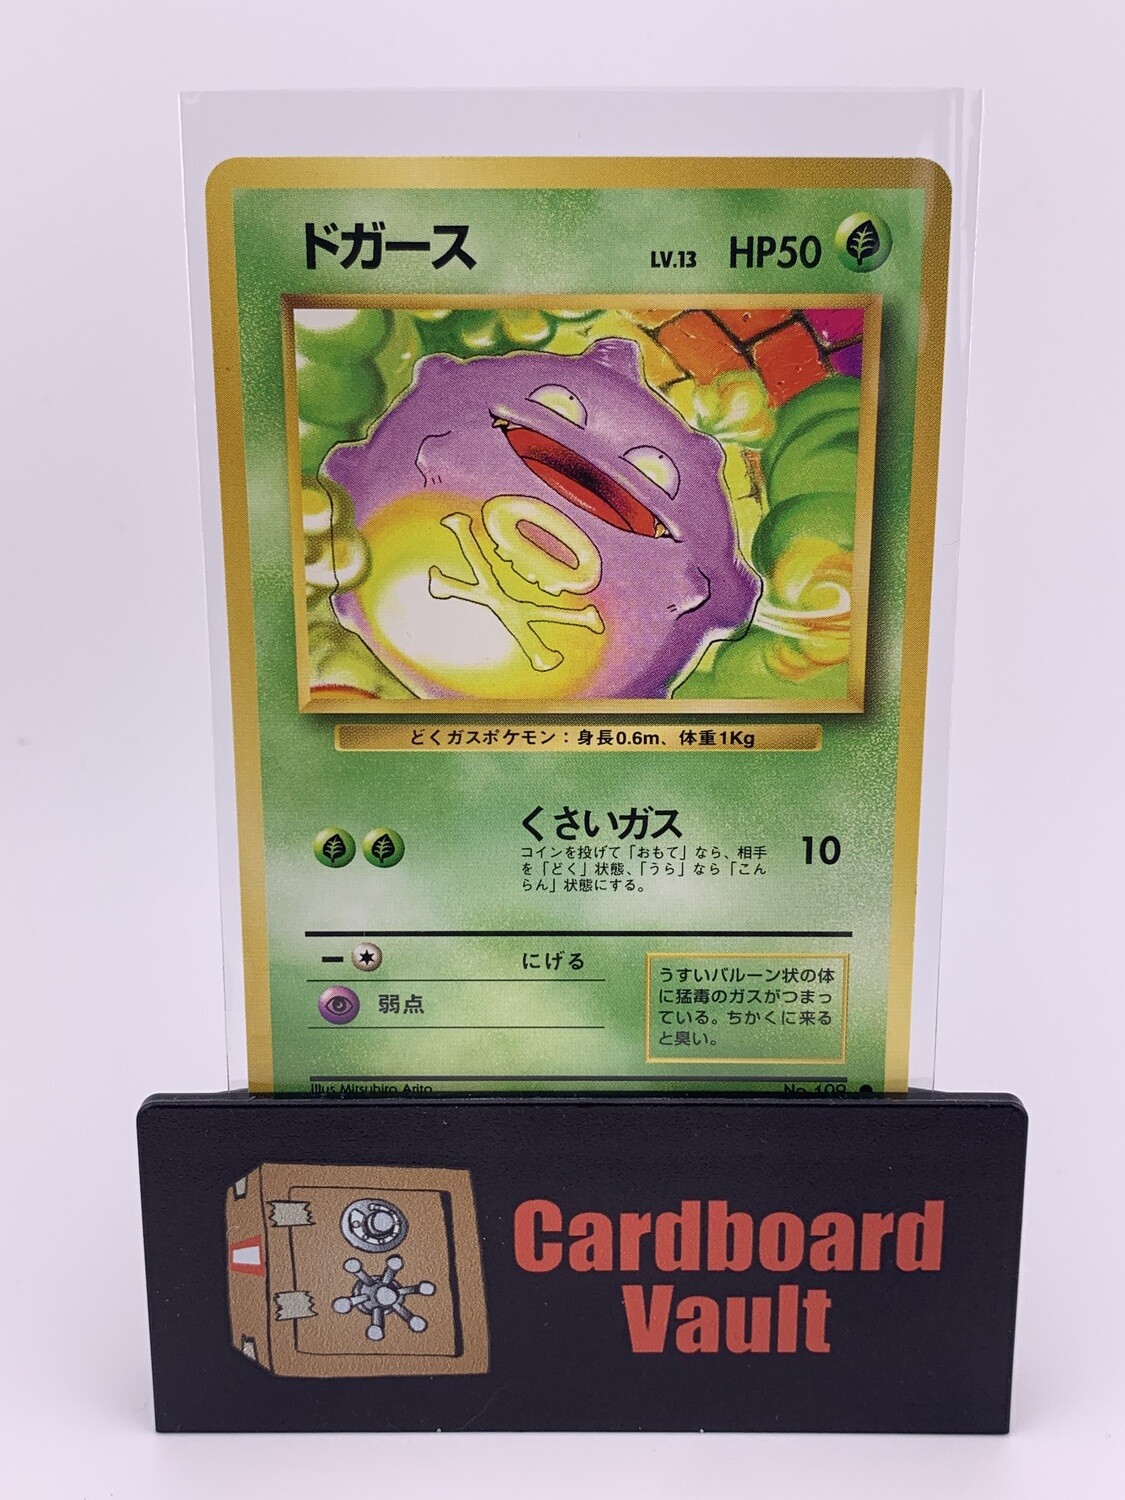 ドガース LV.13 HP50
どくガスポケモン：身長0.6m、体重1Kg
くさいガス 10
コインを投げて「おもて」なら、相手
を「どく」状態、「うら」なら「こん
らん」状態にする。
にげる
弱点
うすいバルーン状の体
に猛毒のガスがつまっ
ている。ちかくに来る
と臭い。
Illus Mitsuhiro Arita No. 109
Cardboard
Vault